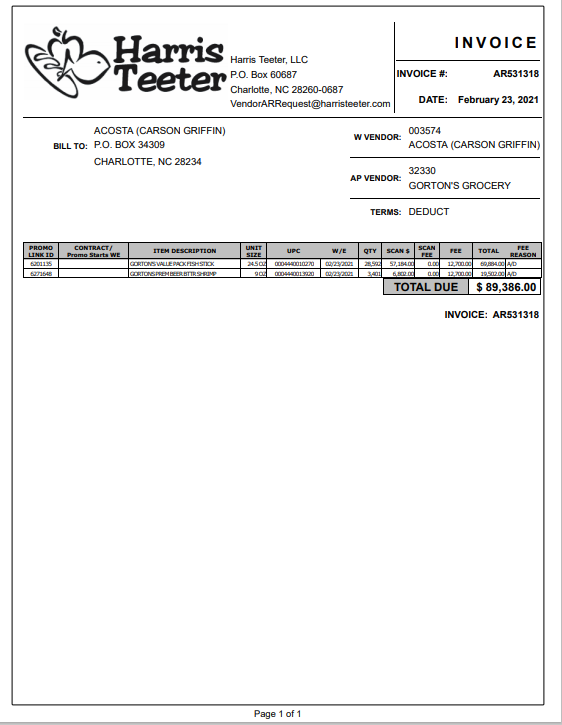 Harris
Teeter
Harris Teeter, LLC
P.O. Box 60687
Charlotte, NC 28260-0687
VendorARRequest@harristeeter.com
INVOICE
INVOICE #: AR531318
DATE: February 23, 2021
BILL TO:
ACOSTA (CARSON GRIFFIN)
P.O. BOX 34309
CHARLOTTE, NC 28234
W VENDOR: 003574
ACOSTA (CARSON GRIFFIN)
AP VENDOR: 32330
GORTON'S GROCERY
TERMS: DEDUCT
PROMO LINK ID CONTRACT/ Promo Starts WE ITEM DESCRIPTION UNIT SIZE UPC W/E QTY SCAN $ SCAN FEE FEE TOTAL FEE REASON
6201135 GORTON'S VALUE PACK FISH STICK 24.5 OZ 0004440010270 02/23/2021 28,592 57,184.00 0.00 12,700.00 69,884.00 A/D
6271648 GORTONS PREM BEER BTTR SHRIMP 9 OZ 0004440013920 02/23/2021 3,401 6,802.00 0.00 12,700.00 19,502.00 A/D
TOTAL DUE $ 89,386.00
INVOICE: AR531318
Page 1 of 1